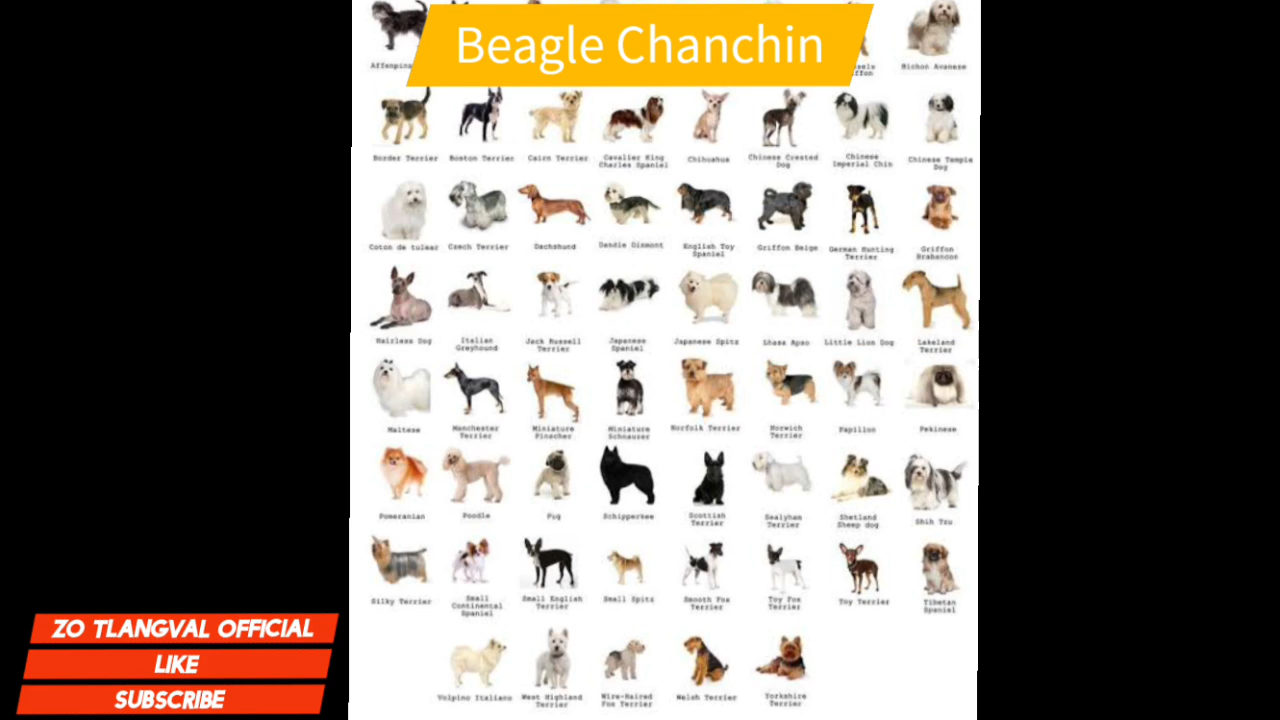 Beagle Chanchin
Affenpins
ssels
iffon
Bichon Avanese
Border Terrier
Boston Terrier
Cairn Terrier
Cavalier King
Charles Spaniel
Chihuahua
Chinese Crested
Dog
Chinese
Imperial Chin
Chinese Temple
Dog
Coton de tulear
Czech Terrier
Dachshund
Dandie Dinmont
English Toy
Spaniel
Griffon Belge
German Hunting
Terrier
Griffon
Brabancon
Hairless Dog
Italian
Greyhound
Jack Russell
Terrier
Japanese
Spaniel
Japanese Spitz
Lhasa Apso
Little Lion Dog
Lakeland
Terrier
Maltese
Manchester
Terrier
Miniature
Pinscher
Miniature
Schnauzer
Norfolk Terrier
Norwich
Terrier
Papillon
Pekinese
Pomeranian
Poodle
Pug
Schipperkee
Scottish
Terrier
Sealyham
Terrier
Shetland
Sheep dog
Shih Tzu
Silky Terrier
Small
Continental
Spaniel
Small English
Terrier
Small Spitz
Smooth Fox
Terrier
Toy Fox
Terrier
Toy Terrier
Tibetan
Spaniel
Volpino Italiano
West Highland
Terrier
Wire-Haired
Fox Terrier
Welsh Terrier
Yorkshire
Terrier
ZO TLANGVAL OFFICIAL
LIKE
SUBSCRIBE